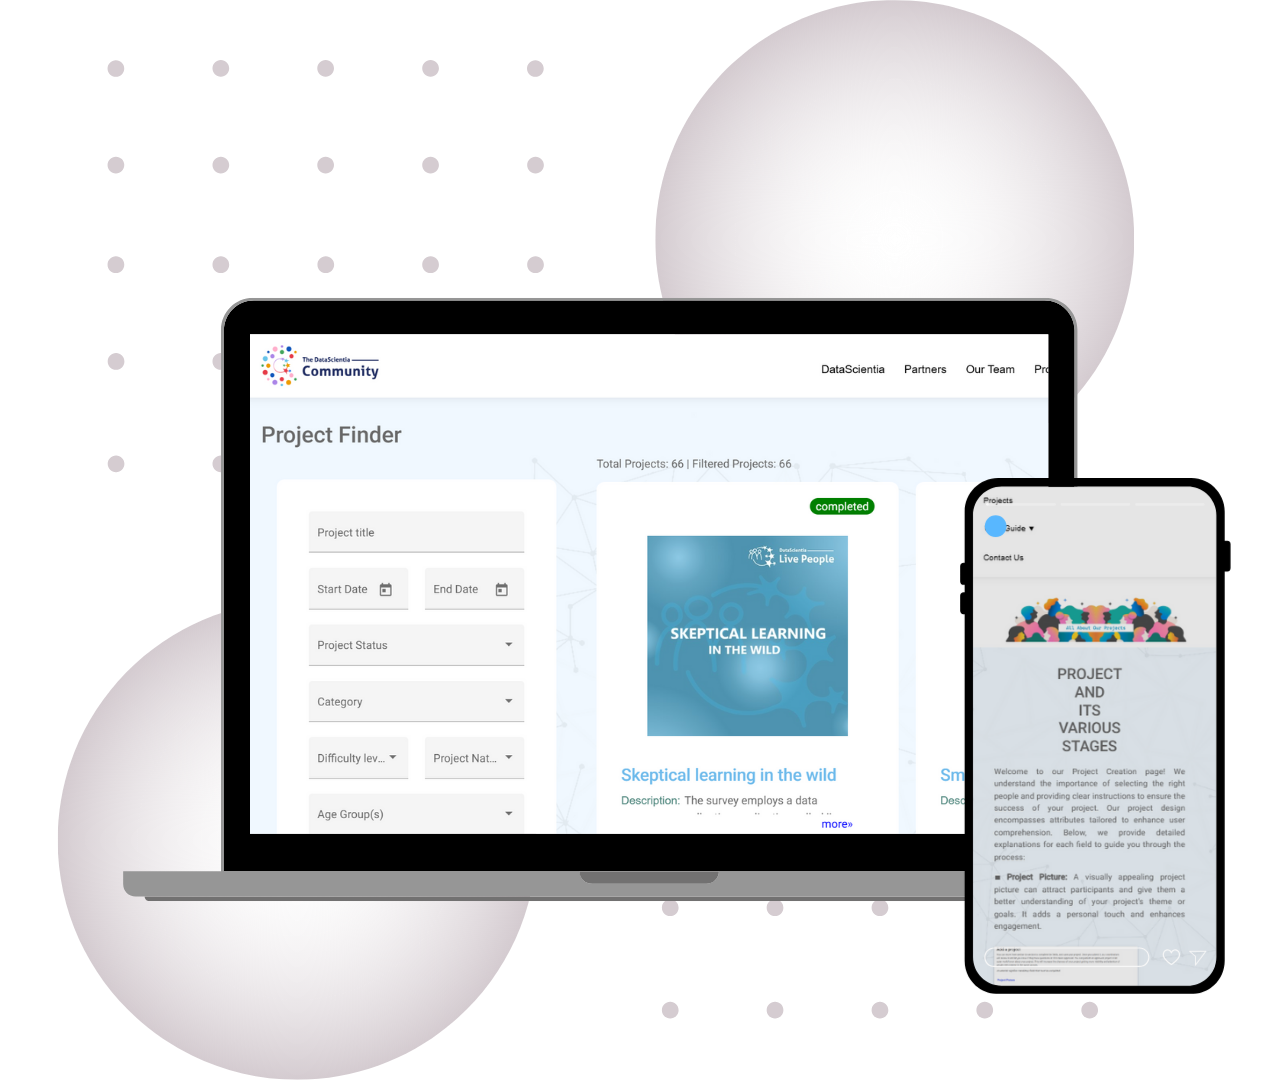 The DataScientia
Community
DataScientia Partners Our Team Pro
Project Finder
Total Projects: 66 | Filtered Projects: 66
Project title
Start Date End Date
Project Status
Category
Difficulty lev... Project Nat...
Age Group(s)
completed
DataScientia
Live People
SKEPTICAL LEARNING
IN THE WILD
Skeptical learning in the wild
Description: The survey employs a data
more»
Sm
Desc
Projects
Guide ▼
Contact Us
All About Our Projects
PROJECT
AND
ITS
VARIOUS
STAGES
Welcome to our Project Creation page! We
understand the importance of selecting the right
people and providing clear instructions to ensure the
success of your project. Our project design
encompasses attributes tailored to enhance user
comprehension. Below, we provide detailed
explanations for each field to guide you through the
process:
Project Picture: A visually appealing project
picture can attract participants and give them a
better understanding of your project's theme or
goals. It adds a personal touch and enhances
engagement.